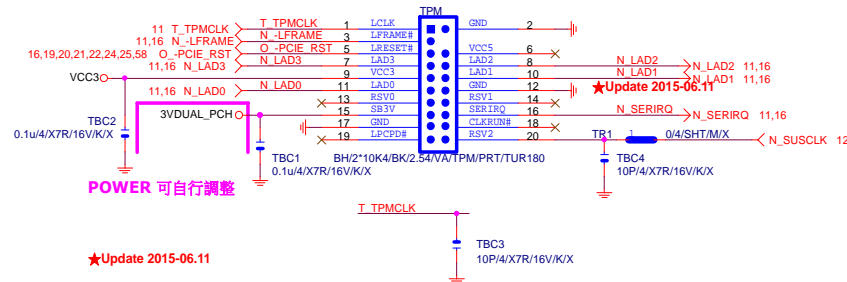 TPM
11 T_TPMCLK T_TPMCLK 1 LCLK GND 2
11,16 N_-LFRAME N_-LFRAME 3 LFRAME#
16,19,20,21,22,24,25,58 O_-PCIE_RST O_-PCIE_RST 5 LRESET# VCC5 6
11,16 N_LAD3 N_LAD3 7 LAD3 LAD2 8 N_LAD2 N_LAD2 11,16
VCC3 9 VCC3 LAD1 10 N_LAD1 N_LAD1 11,16
11,16 N_LAD0 N_LAD0 11 LAD0 GND 12 ★Update 2015-06.11
13 RSV0 RSV1 14
3VDUAL_PCH 15 SB3V SERIRQ 16 N_SERIRQ N_SERIRQ 11,16
17 GND CLKRUN# 18
19 LPCPD# RSV2 20 TR1 1 0/4/SHT/M/X N_SUSCLK 12
TBC2
0.1u/4/X7R/16V/K/X
BH/2*10K4/BK/2.54/VA/TPM/PRT/TUR180
TBC1
0.1u/4/X7R/16V/K/X
TBC4
10P/4/X7R/16V/K/X
POWER 可自行調整
T_TPMCLK
TBC3
10P/4/X7R/16V/K/X
★Update 2015-06.11